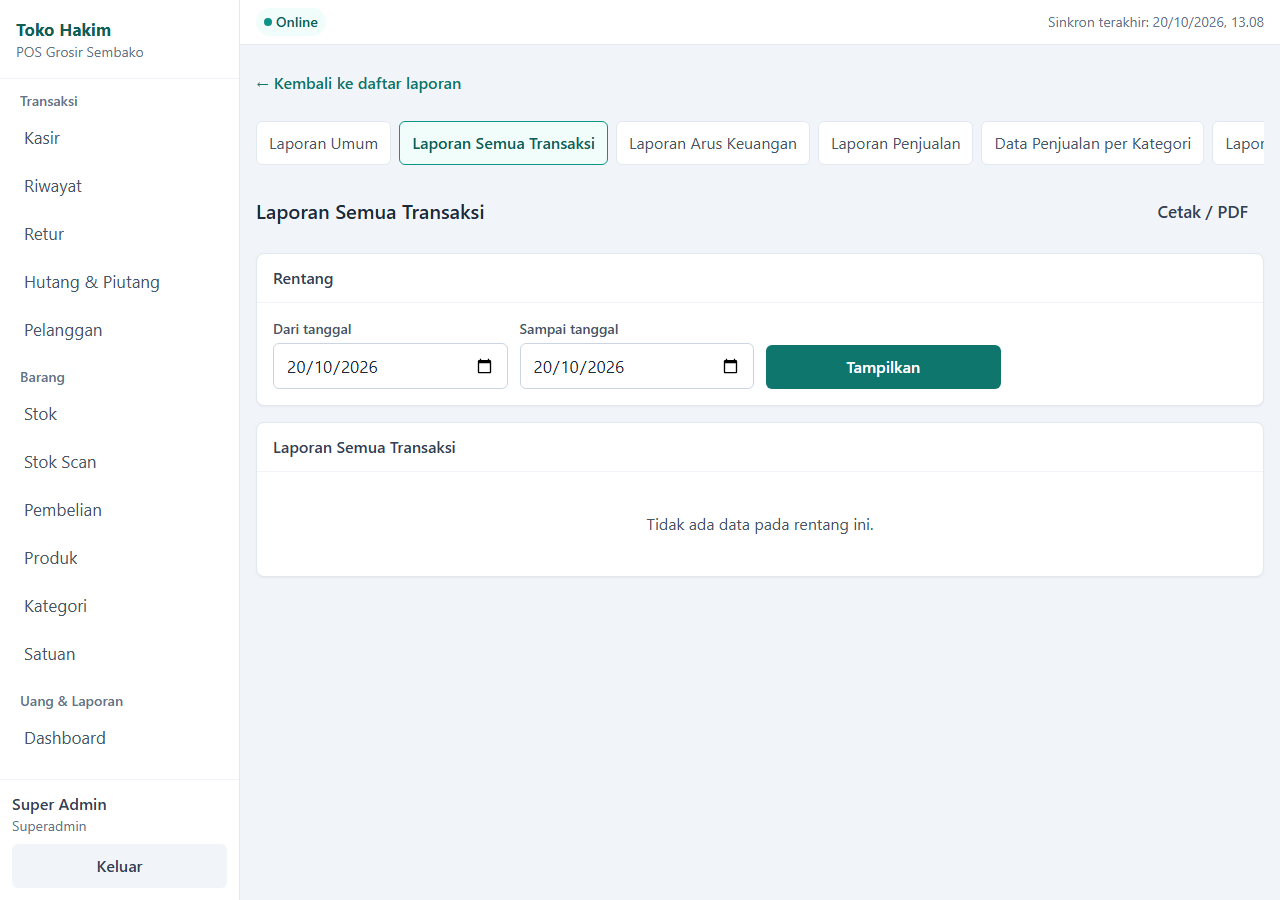 Toko Hakim
POS Grosir Sembako
Transaksi
Kasir
Riwayat
Retur
Hutang & Piutang
Pelanggan
Barang
Stok
Stok Scan
Pembelian
Produk
Kategori
Satuan
Uang & Laporan
Dashboard
Super Admin
Superadmin
Keluar
Online
Sinkron terakhir: 20/10/2026, 13.08
← Kembali ke daftar laporan
Laporan Umum
Laporan Semua Transaksi
Laporan Arus Keuangan
Laporan Penjualan
Data Penjualan per Kategori
Laporan Semua Transaksi
Cetak / PDF
Rentang
Dari tanggal
Sampai tanggal
20/10/2026
20/10/2026
Tampilkan
Laporan Semua Transaksi
Tidak ada data pada rentang ini.